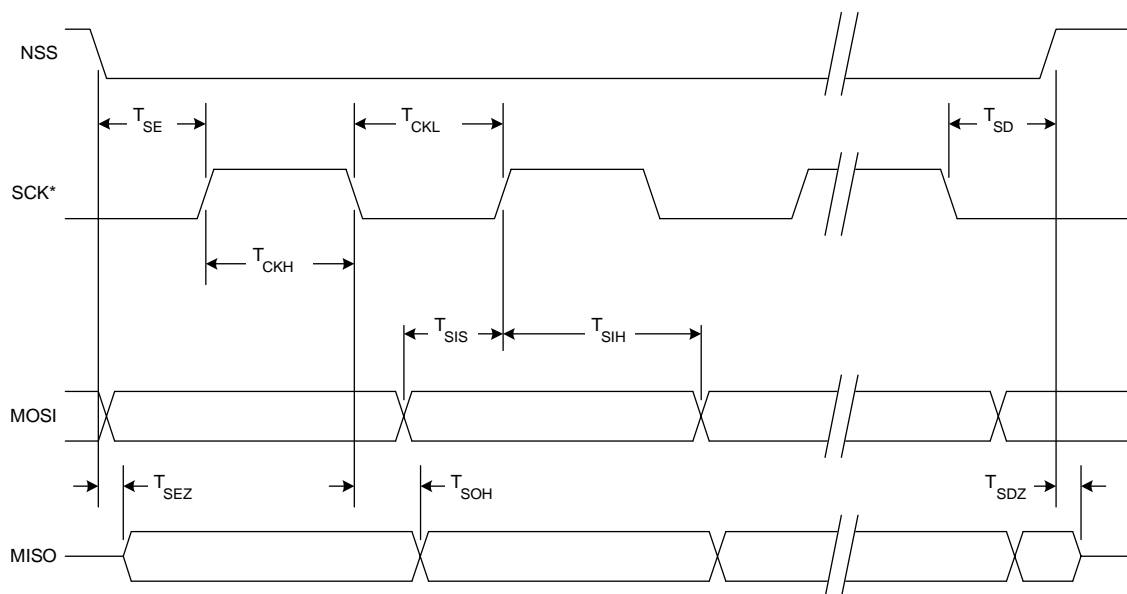 NSS
T_SE
T_CKL
T_SD
SCK*
T_CKH
T_SIS
T_SIH
MOSI
T_SEZ
T_SOH
T_SDZ
MISO